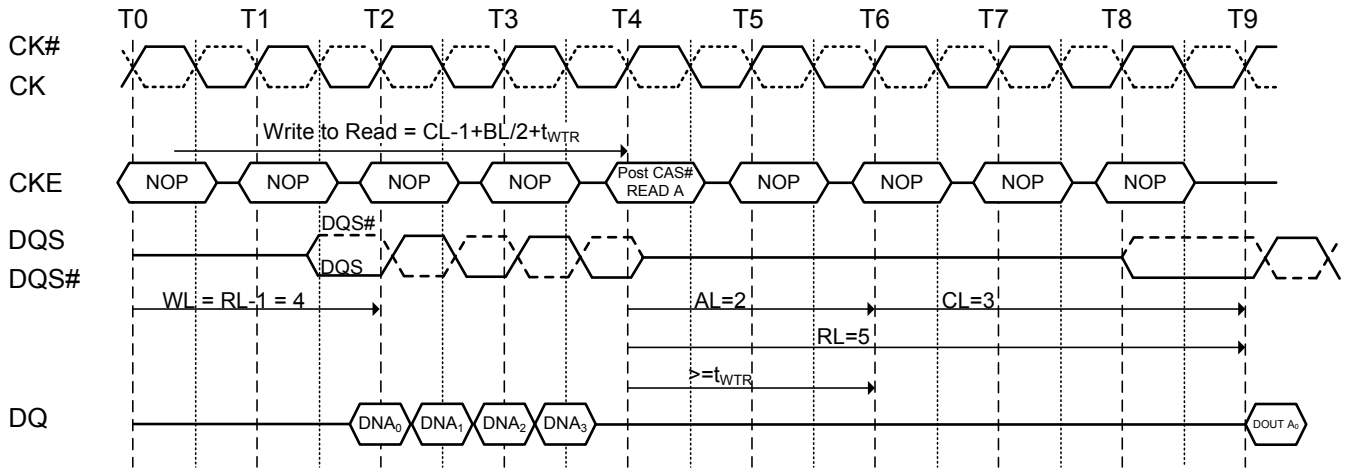 T0 T1 T2 T3 T4 T5 T6 T7 T8 T9
CK#
CK
Write to Read = CL-1+BL/2+tWTR
CKE NOP NOP NOP NOP Post CAS# READ A NOP NOP NOP NOP
DQS DQS#
DQS# DQS
WL = RL-1 = 4 AL=2 CL=3
RL=5
>=tWTR
DQ DNA0 DNA1 DNA2 DNA3 DOUT A0